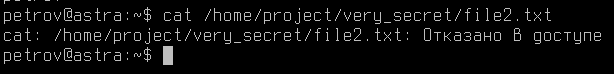 petrov@astra:~$ cat /home/project/very_secret/file2.txt
cat: /home/project/very_secret/file2.txt: Отказано в доступе
petrov@astra:~$